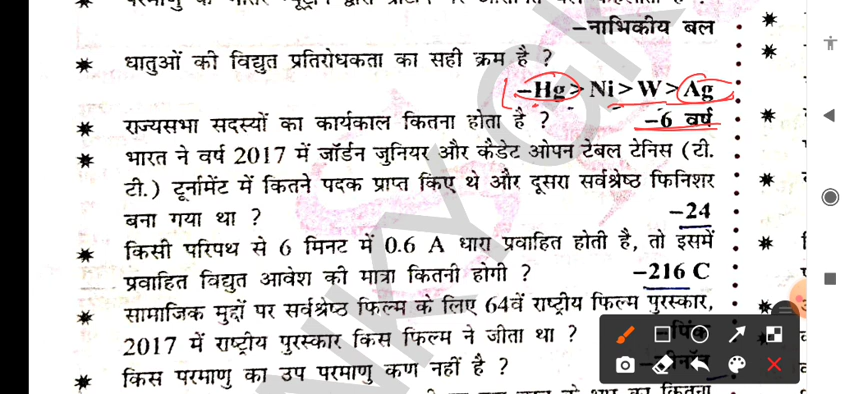 –नाभिकीय बल
✷ धातुओं की विद्युत प्रतिरोधकता का सही क्रम है ?
–Hg > Ni > W > Ag
✷ राज्यसभा सदस्यों का कार्यकाल कितना होता है ? –6 वर्ष
✷ भारत ने वर्ष 2017 में जॉर्डन जुनियर और कैडेट ओपन टेबल टेनिस (टी.
टी.) टूर्नामेंट में कितने पदक प्राप्त किए थे और दूसरा सर्वश्रेष्ठ फिनिशर
बना गया था ? –24
✷ किसी परिपथ से 6 मिनट में 0.6 A धारा प्रवाहित होती है, तो इसमें
प्रवाहित विद्युत आवेश की मात्रा कितनी होगी ? –216 C
✷ सामाजिक मुद्दों पर सर्वश्रेष्ठ फिल्म के लिए 64वें राष्ट्रीय फिल्म पुरस्कार,
2017 में राष्ट्रीय पुरस्कार किस फिल्म ने जीता था ? –पिंक
✷ किस परमाणु का उप परमाणु कण नहीं है ?